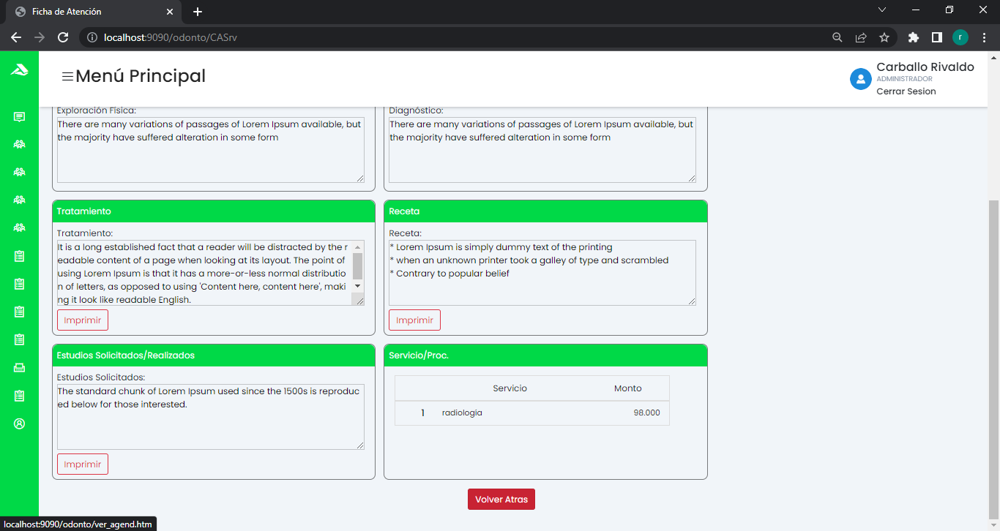 Ficha de Atención
localhost:9090/odonto/CASrv
r
Menú Principal
Carballo Rivaldo
ADMINISTRADOR
Cerrar Sesion
Exploración Física:
There are many variations of passages of Lorem Ipsum available, but
the majority have suffered alteration in some form
Diagnóstico:
There are many variations of passages of Lorem Ipsum available, but
the majority have suffered alteration in some form
Tratamiento
Tratamiento:
It is a long established fact that a reader will be distracted by the r
eadable content of a page when looking at its layout. The point of
using Lorem Ipsum is that it has a more-or-less normal distributio
n of letters, as opposed to using 'Content here, content here', maki
ng it look like readable English.
Imprimir
Receta
Receta:
* Lorem Ipsum is simply dummy text of the printing
* when an unknown printer took a galley of type and scrambled
* Contrary to popular belief
Imprimir
Estudios Solicitados/Realizados
Estudios Solicitados:
The standard chunk of Lorem Ipsum used since the 1500s is reproduc
ed below for those interested.
Imprimir
Servicio/Proc.
Servicio Monto
1 radiologia 98.000
Volver Atras
localhost:9090/odonto/ver_agend.htm